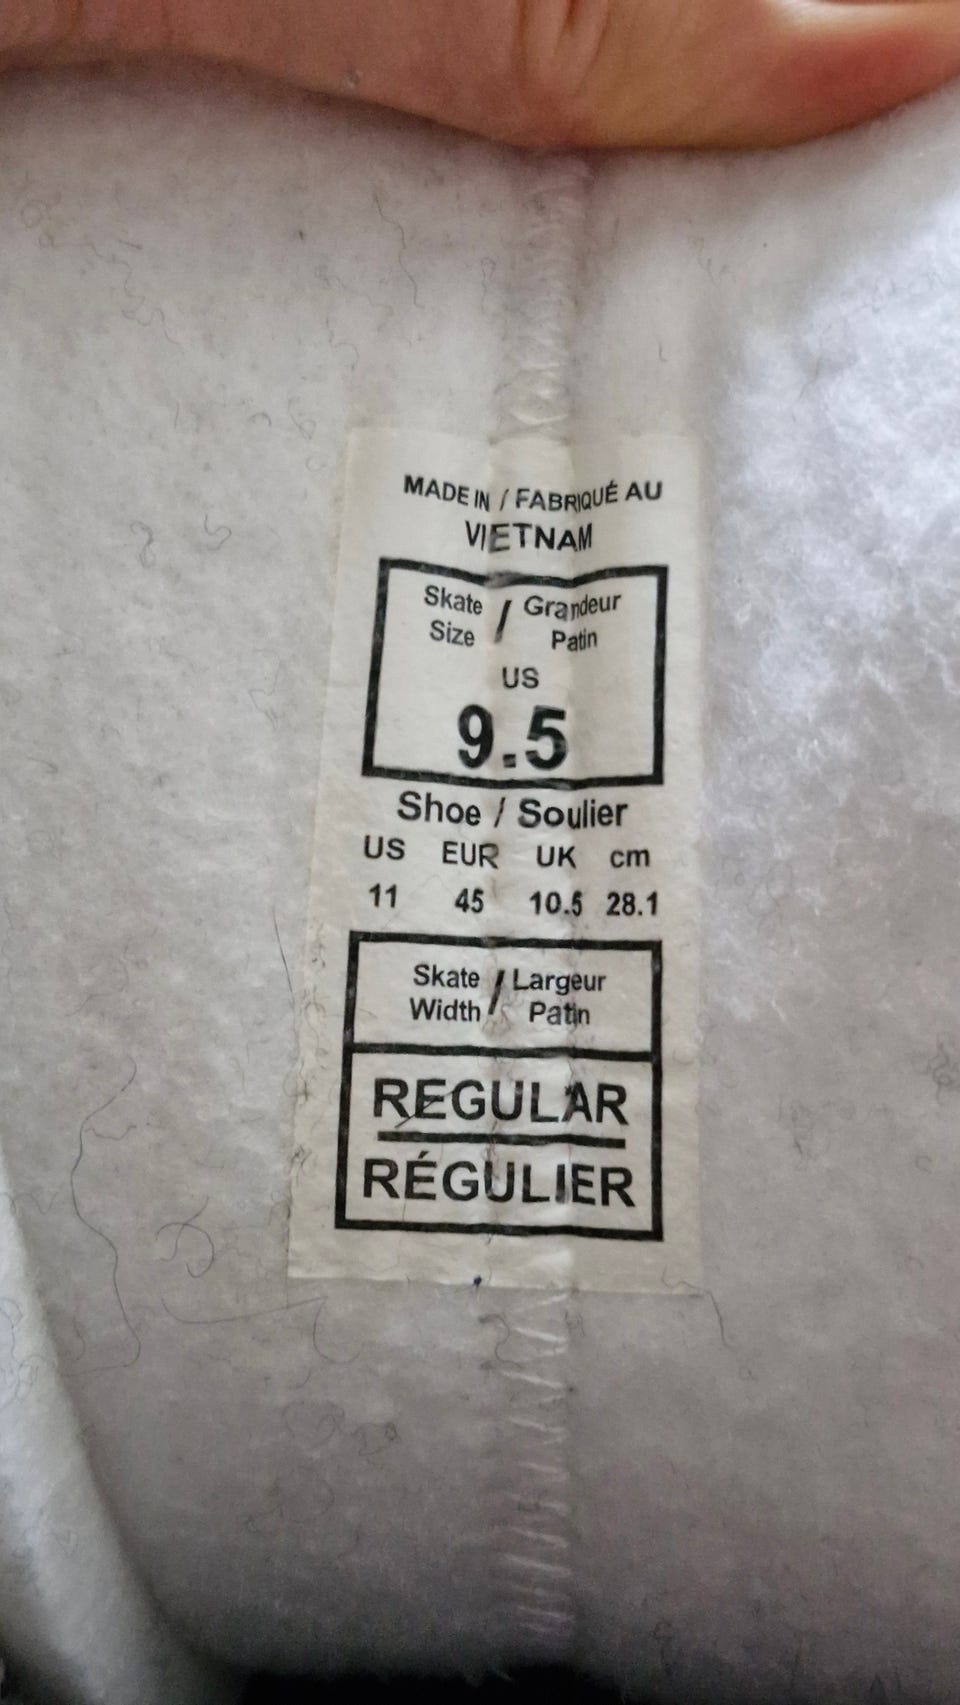 MADE IN / FABRIQUÉ AU
VIETNAM
Skate Size / Grandeur Patin
US
9.5
Shoe / Soulier
US EUR UK cm
11 45 10.5 28.1
Skate Width / Largeur Patin
REGULAR
RÉGULIER